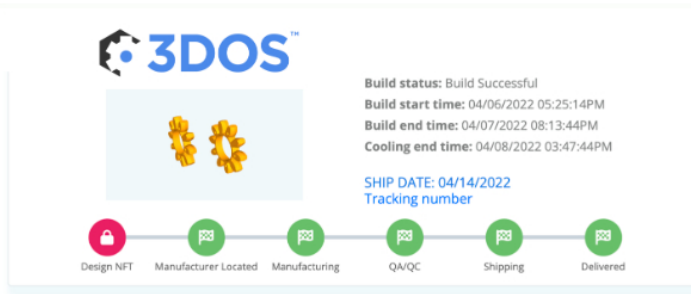 3DOS™
Build status: Build Successful
Build start time: 04/06/2022 05:25:14PM
Build end time: 04/07/2022 08:13:44PM
Cooling end time: 04/08/2022 03:47:44PM
SHIP DATE: 04/14/2022
Tracking number
Design NFT Manufacturer Located Manufacturing QA/QC Shipping Delivered